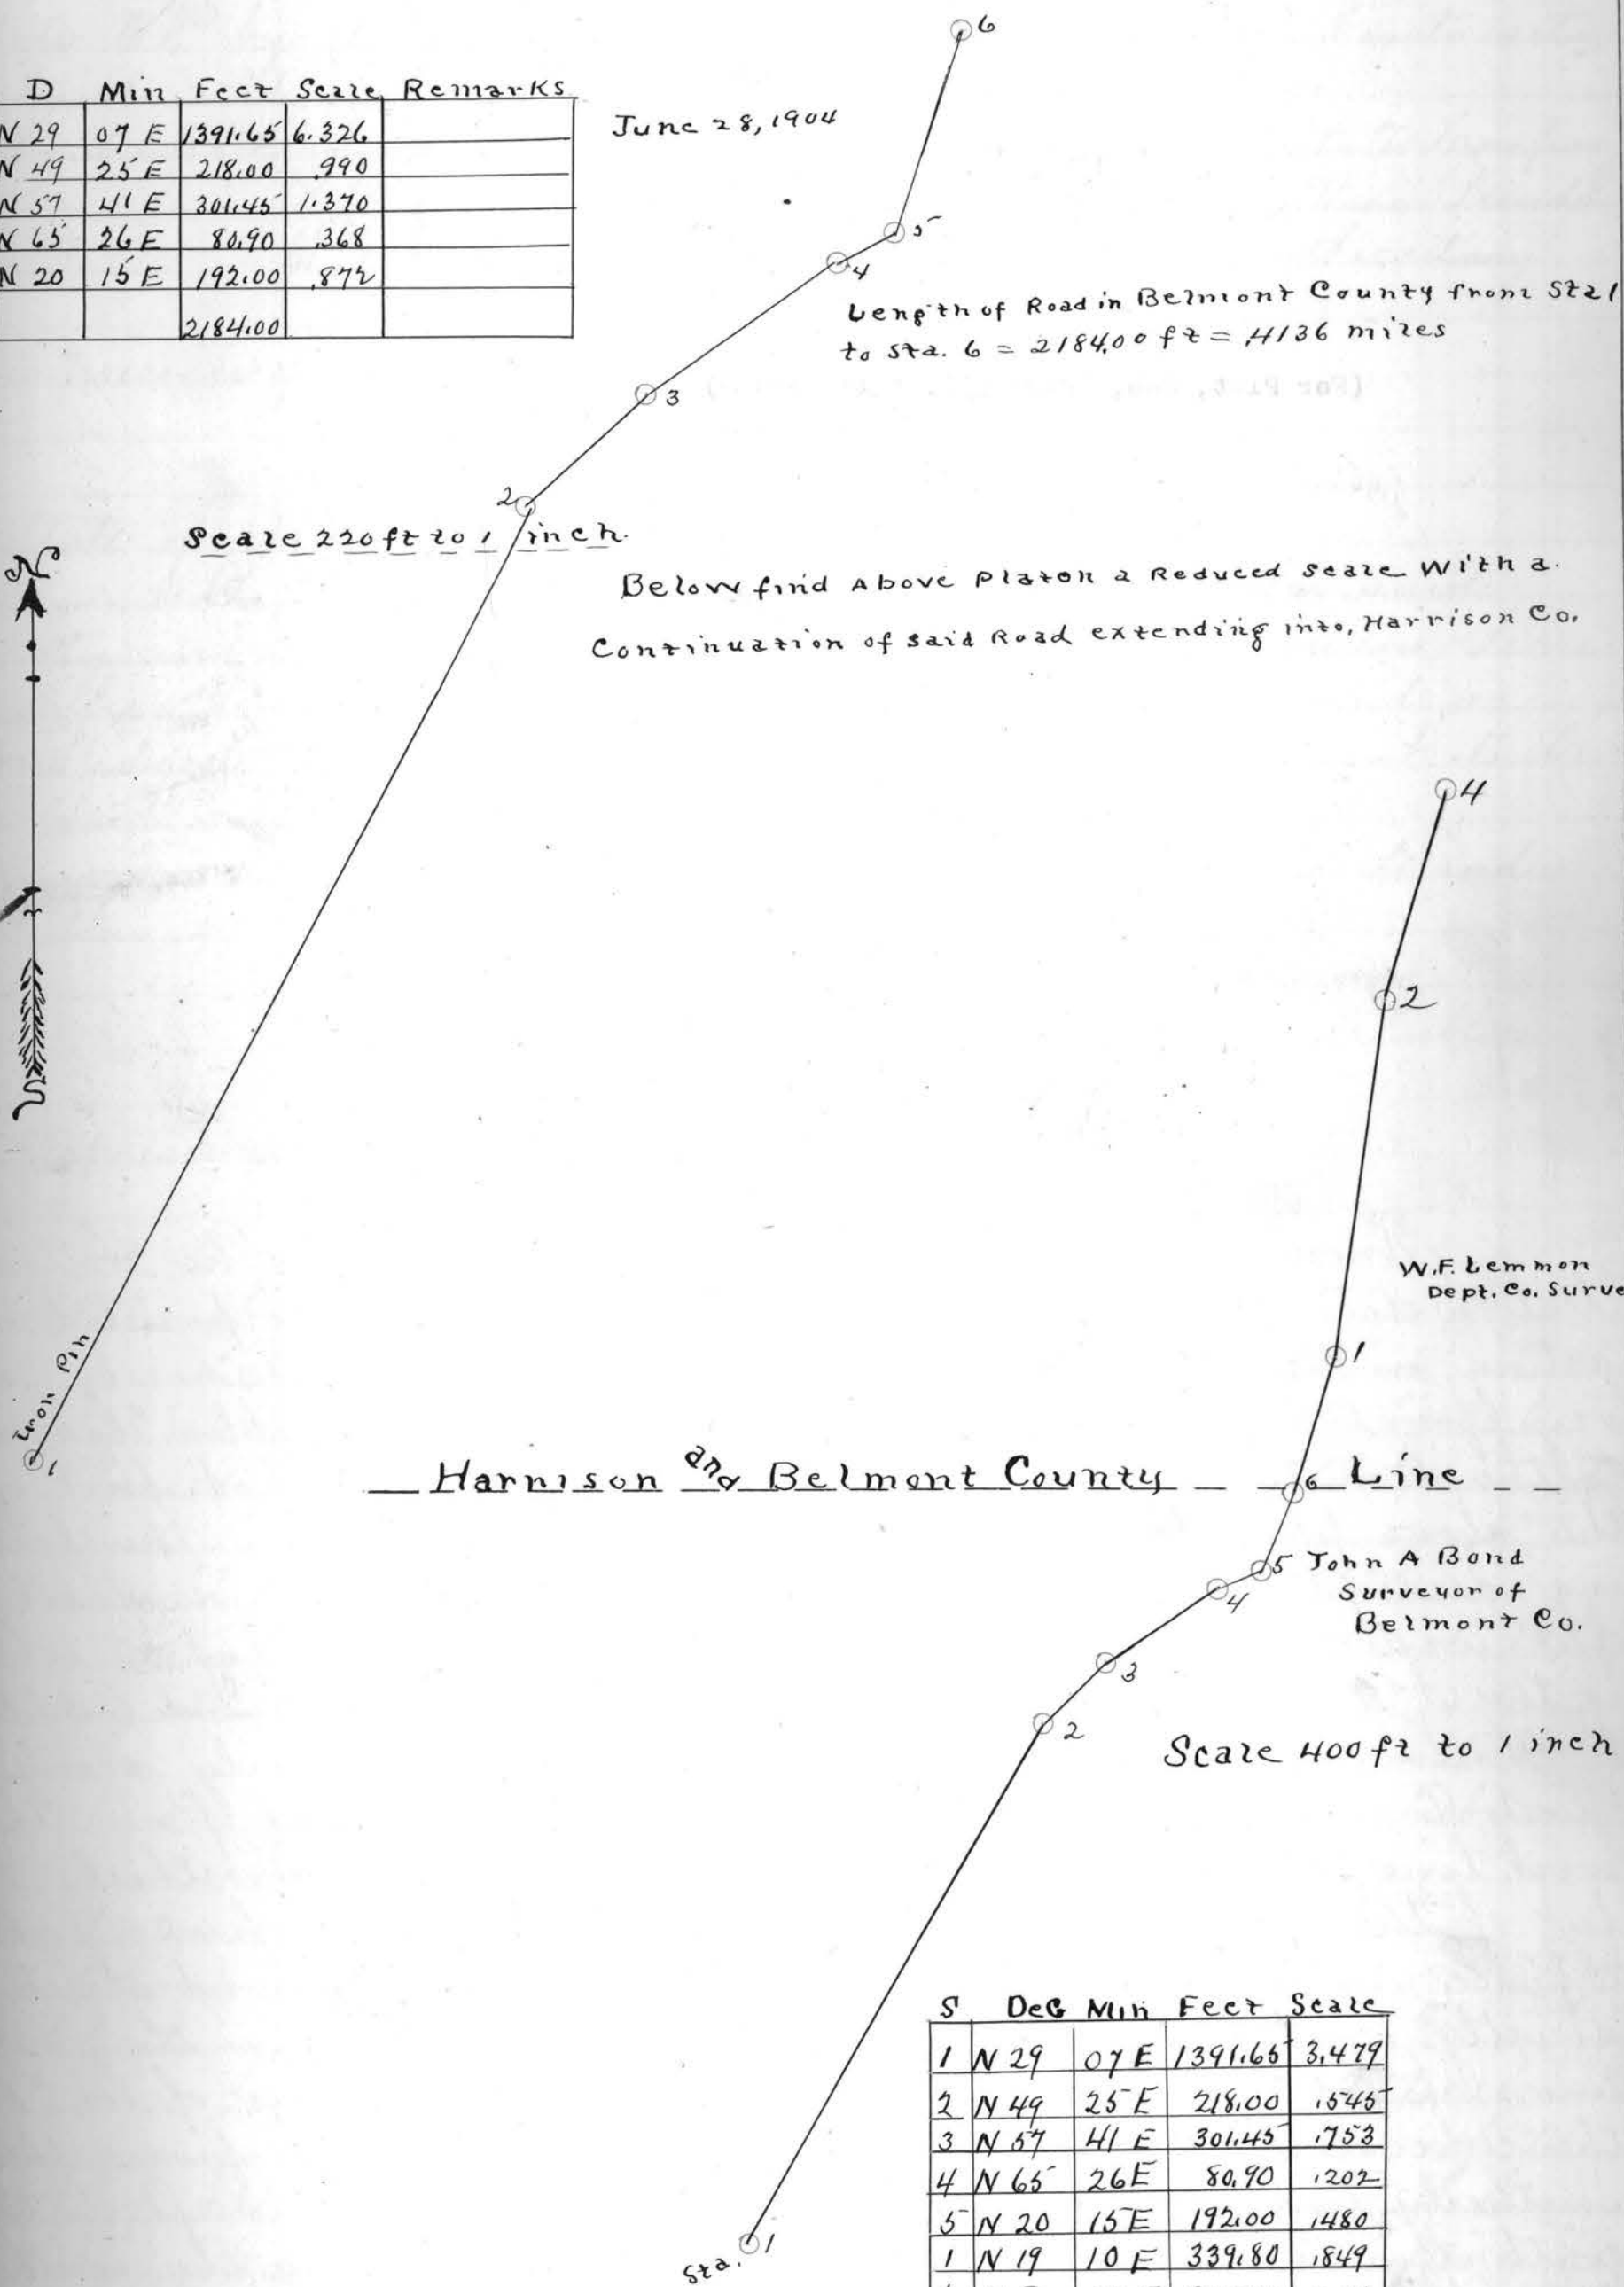 D Min Feet Scale Remarks
N 29 07 E 1391.65 6.326
N 49 25 E 218.00 .990
N 57 41 E 301.45 1.370
N 65 26 E 80.90 .368
N 20 15 E 192.00 .872
2184.00
June 28, 1904
6
5
4
Length of Road in Belmont County from Sta 1
to Sta. 6 = 2184.00 ft = .4136 miles
3
2
Scale 220 ft to 1 inch.
N
Below find Above Plat on a Reduced scale With a
Continuation of said Road extending into, Harrison Co.
4
2
S
W.F. Lemmon
Dept. Co. Surve
1
Iron Pin
1
Harrison and Belmont County 6 Line
5 John A Bond
Surveyor of
Belmont Co.
4
3
2
Scale 400 ft to 1 inch
S Deg Min Feet Scale
1 N 29 07 E 1391.65 3.479
2 N 49 25 E 218.00 .545
3 N 57 41 E 301.45 .753
4 N 65 26 E 80.90 .202
5 N 20 15 E 192.00 .480
1 N 19 10 E 339.80 .849
Sta. 1